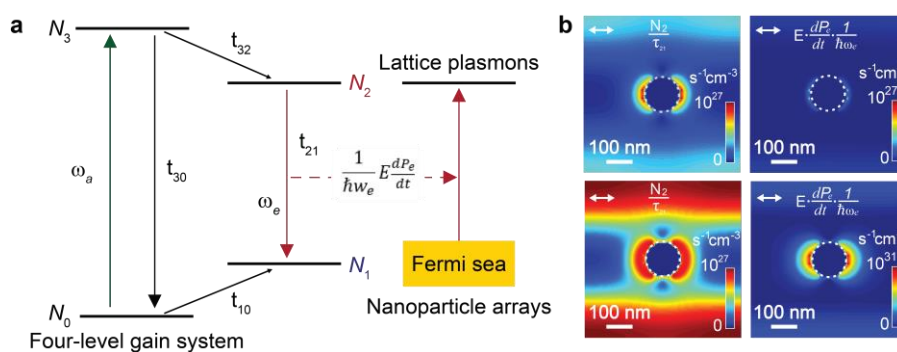 a
N₃
t₃₂
N₂
Lattice plasmons
ωₐ
t₃₀
t₂₁
1/ħwₑ E dPₑ/dt
ωₑ
N₁
Fermi sea
t₁₀
N₀
Nanoparticle arrays
Four-level gain system
b
N₂/τ₂₁
s⁻¹cm⁻³
10²⁷
0
100 nm
E·dPₑ/dt·1/ħωₑ
s⁻¹cm⁻³
10²⁷
0
100 nm
N₂/τ₂₁
s⁻¹cm⁻³
10²⁷
0
100 nm
E·dPₑ/dt·1/ħωₑ
s⁻¹cm
10³¹
0
100 nm